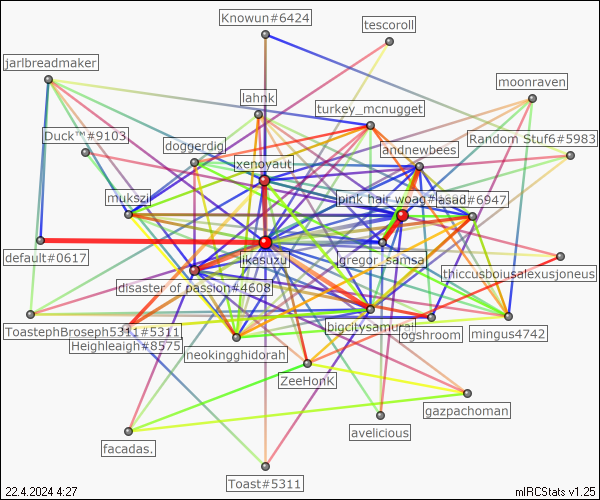 Knowun#6424
tescoroll
jarlbreadmaker
moonraven
lahnk
turkey_mcnugget
Duck™#9103
Random Stuf6#5983
doggerdig
andnewbees
xenoyaut
mukszi
pink hair woag#
asad#6947
default#0617
ikasuzu
gregor_samsa
thiccusbousalexusjoneus
disaster of passion#4608
ToastephBroseph5311#5311
bigcitysamurai
ogshroom
mingus4742
Heighleaigh#8575
neokingghidorah
ZeeHonK
gazpachoman
facadas.
avelicious
Toast#5311
22.4.2024 4:27
mIRCStats v1.25